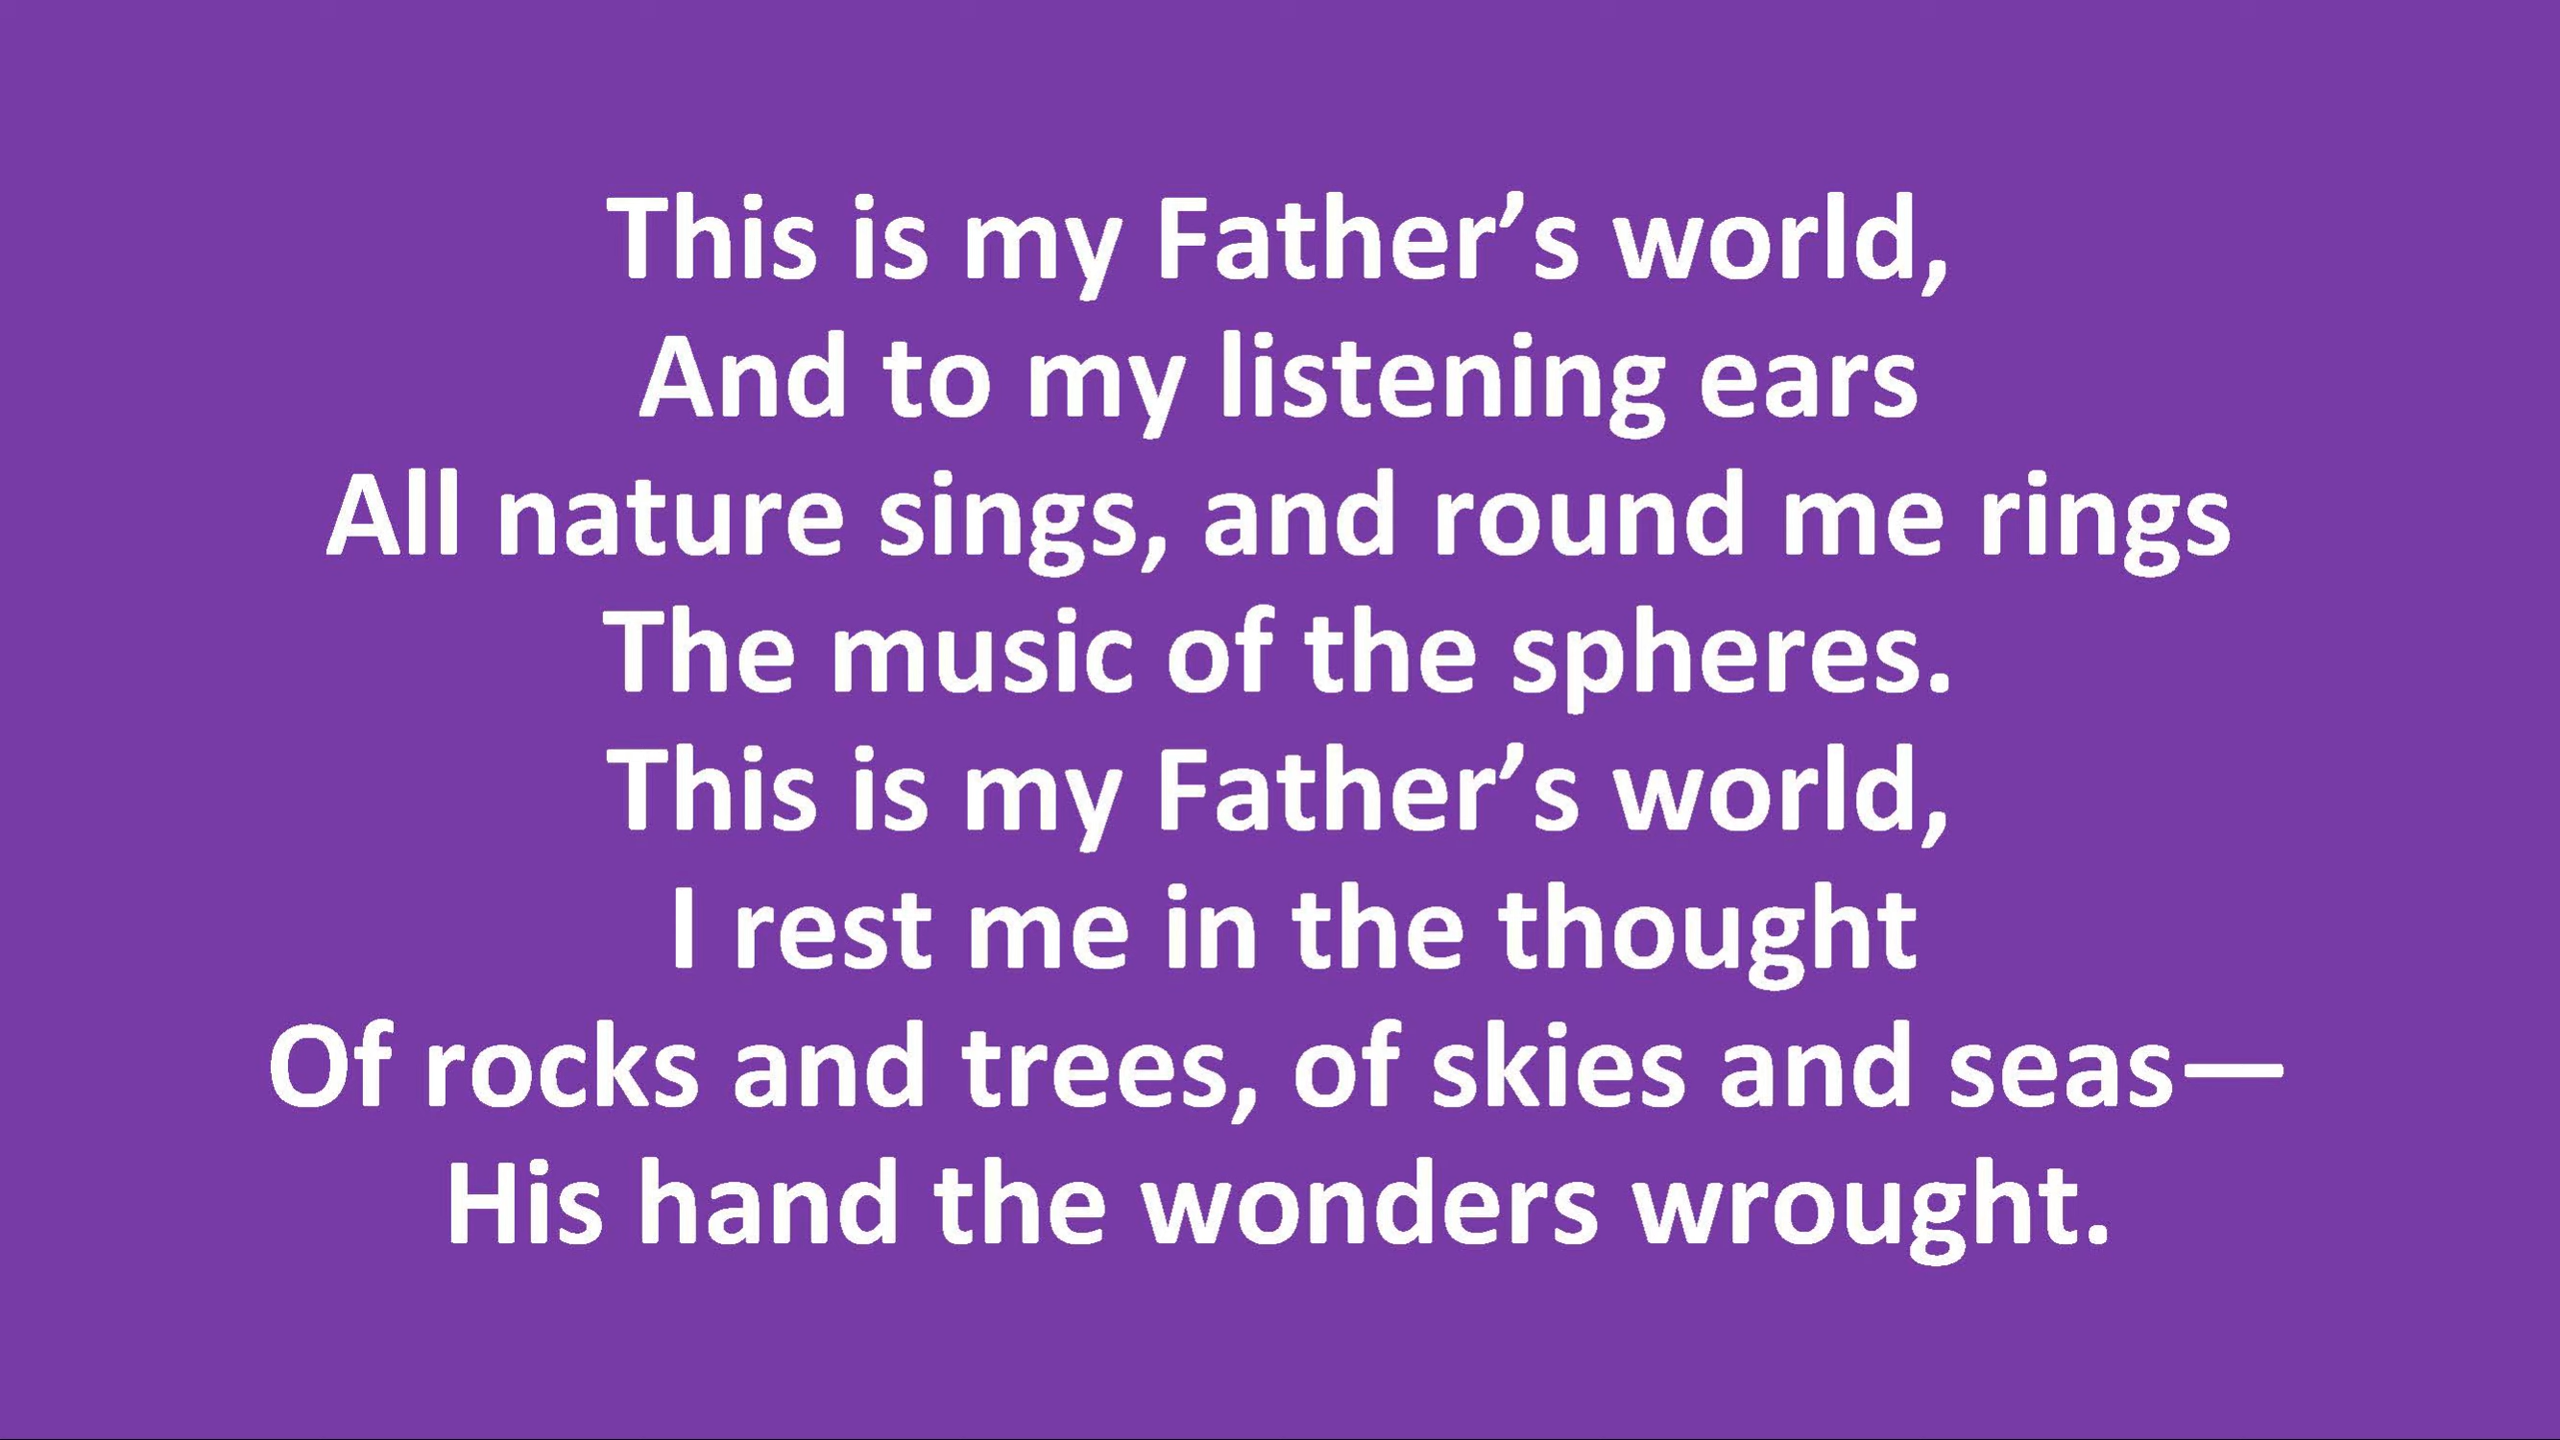 This is my Father’s world,
And to my listening ears
All nature sings, and round me rings
The music of the spheres.
This is my Father’s world,
I rest me in the thought
Of rocks and trees, of skies and seas—
His hand the wonders wrought.